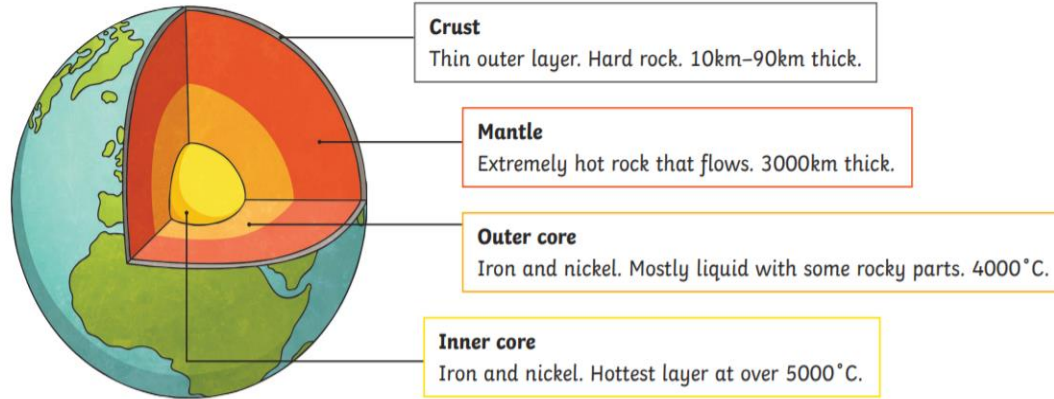 Crust
Thin outer layer. Hard rock. 10km–90km thick.
Mantle
Extremely hot rock that flows. 3000km thick.
Outer core
Iron and nickel. Mostly liquid with some rocky parts. 4000˚C.
Inner core
Iron and nickel. Hottest layer at over 5000˚C.